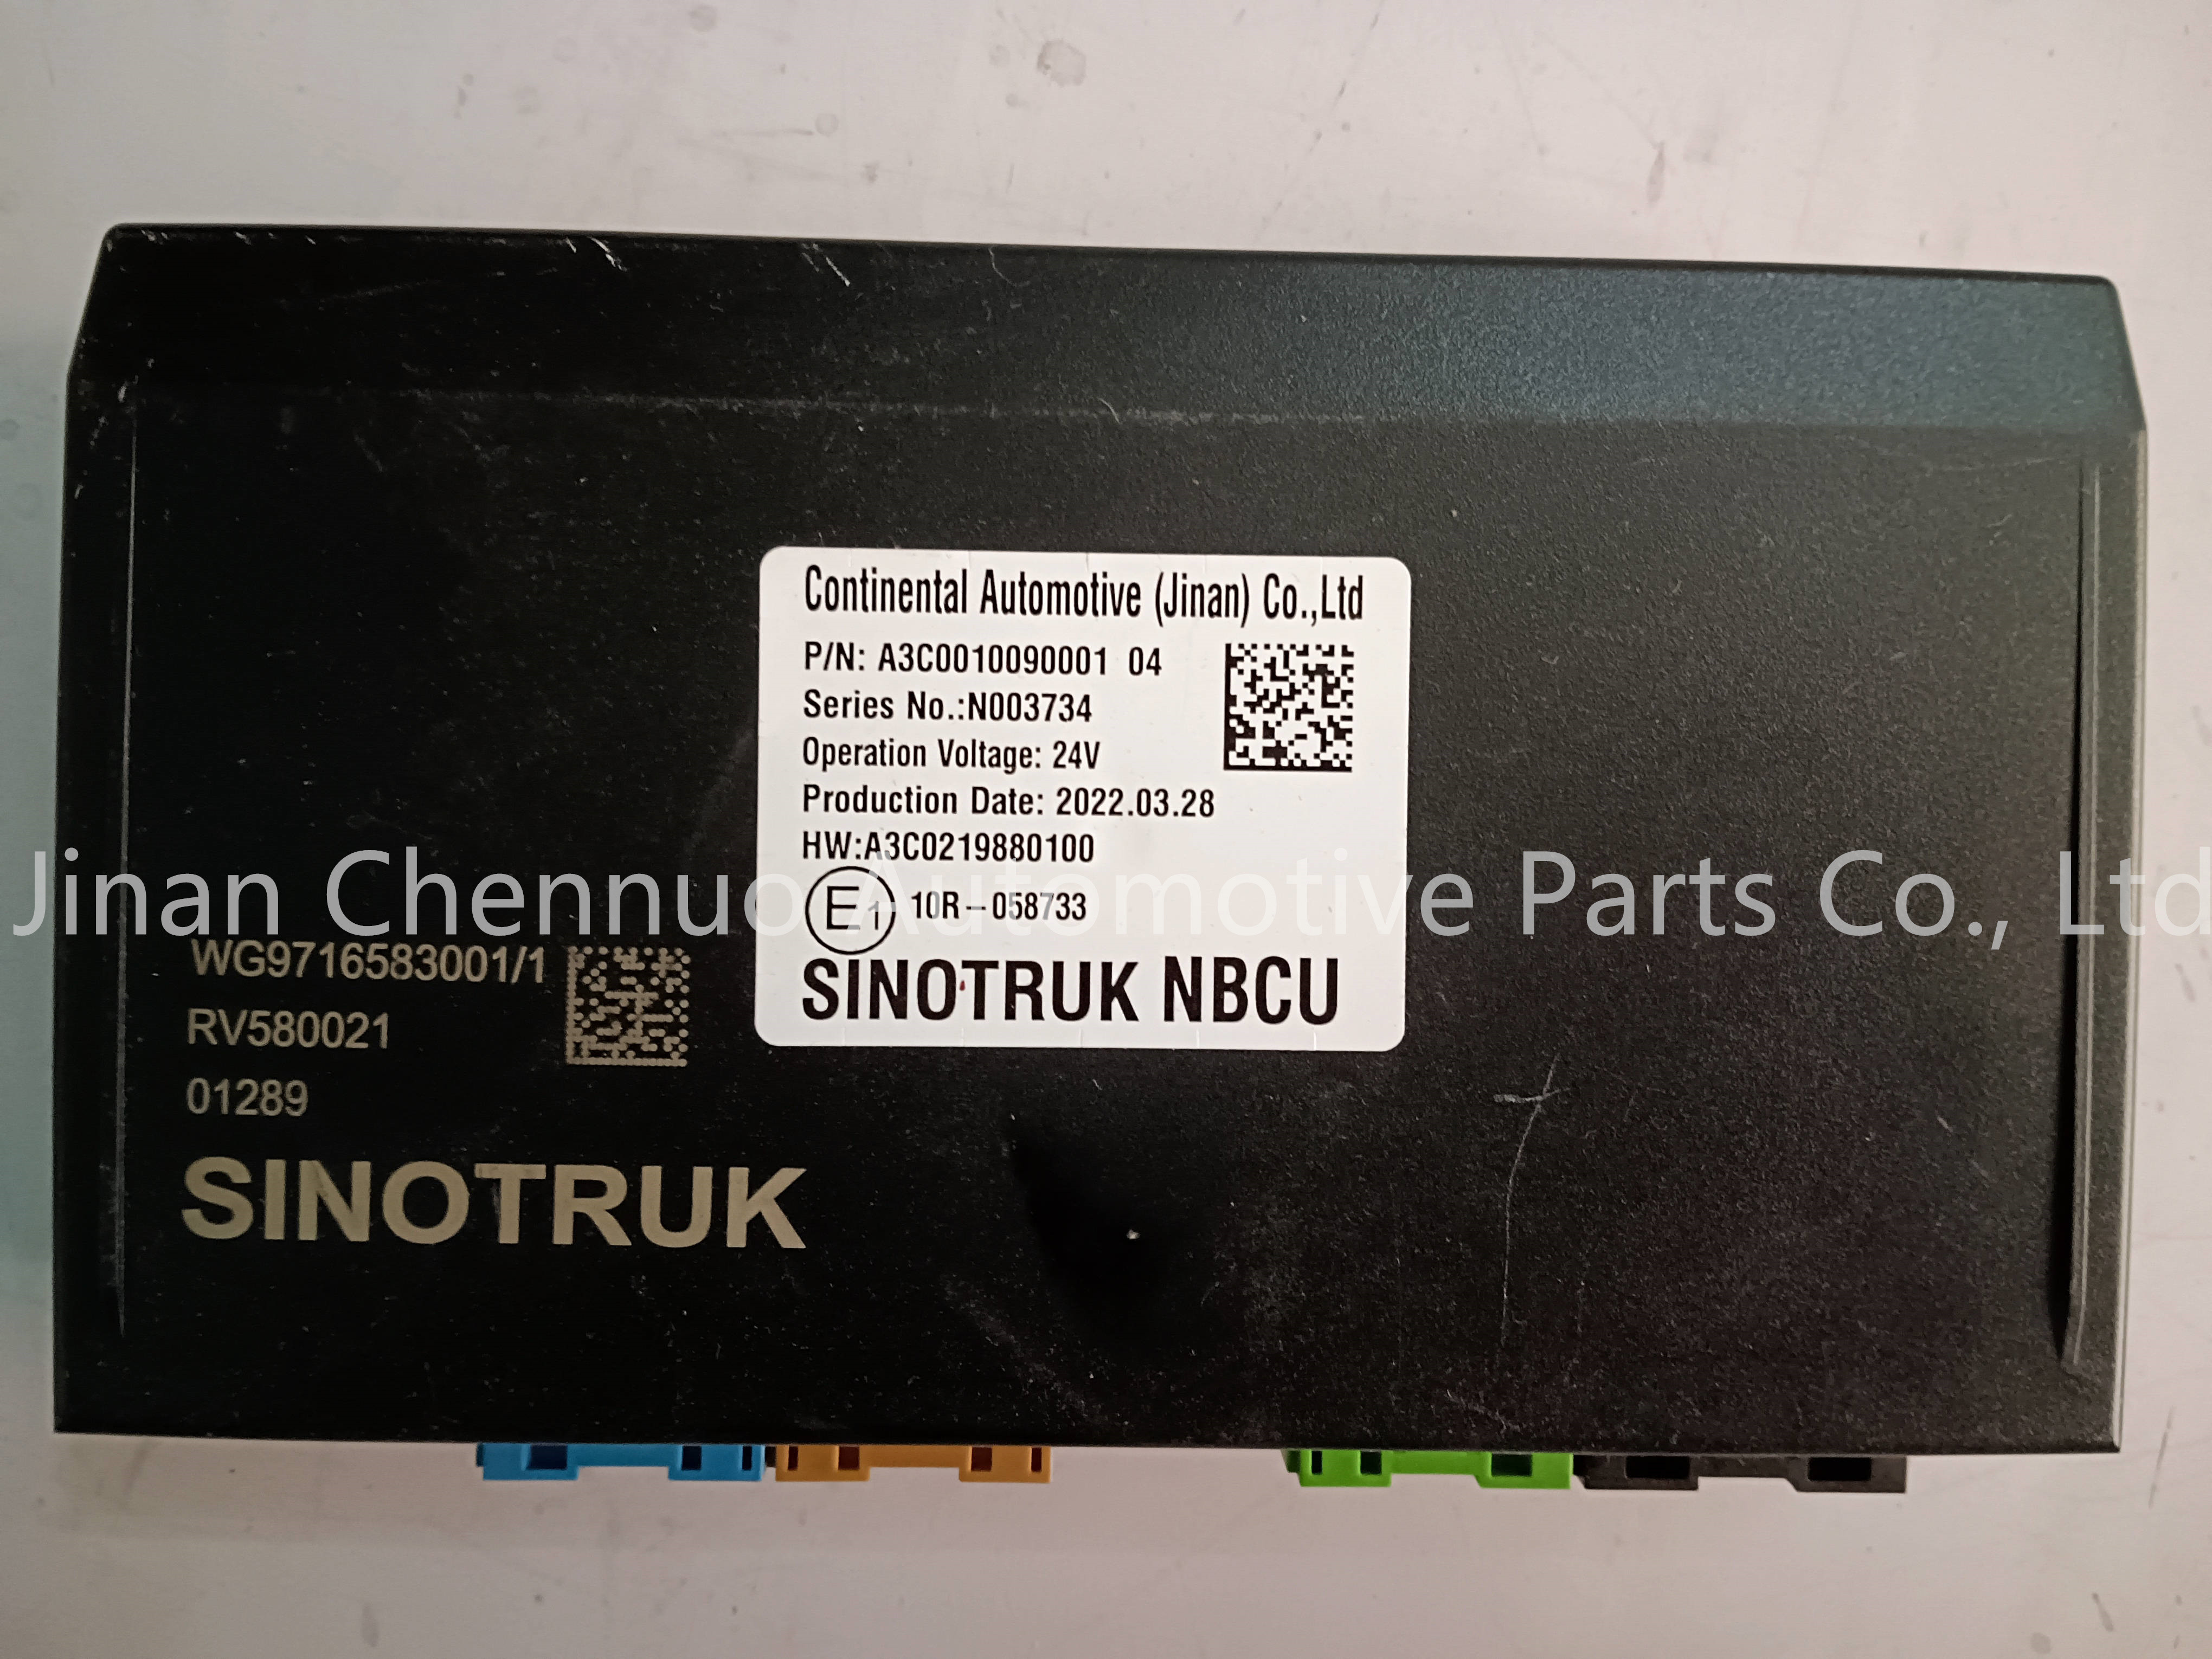 Continental Automotive (Jinan) Co.,Ltd
P/N: A3C0010090001 04
Series No.:N003734
Operation Voltage: 24V
Production Date: 2022.03.28
HW:A3C0219880100
E1 10R-058733
SINOTRUK NBCU
Jinan Chennuo Automotive Parts Co., Ltd
WG9716583001/1
RV580021
01289
SINOTRUK